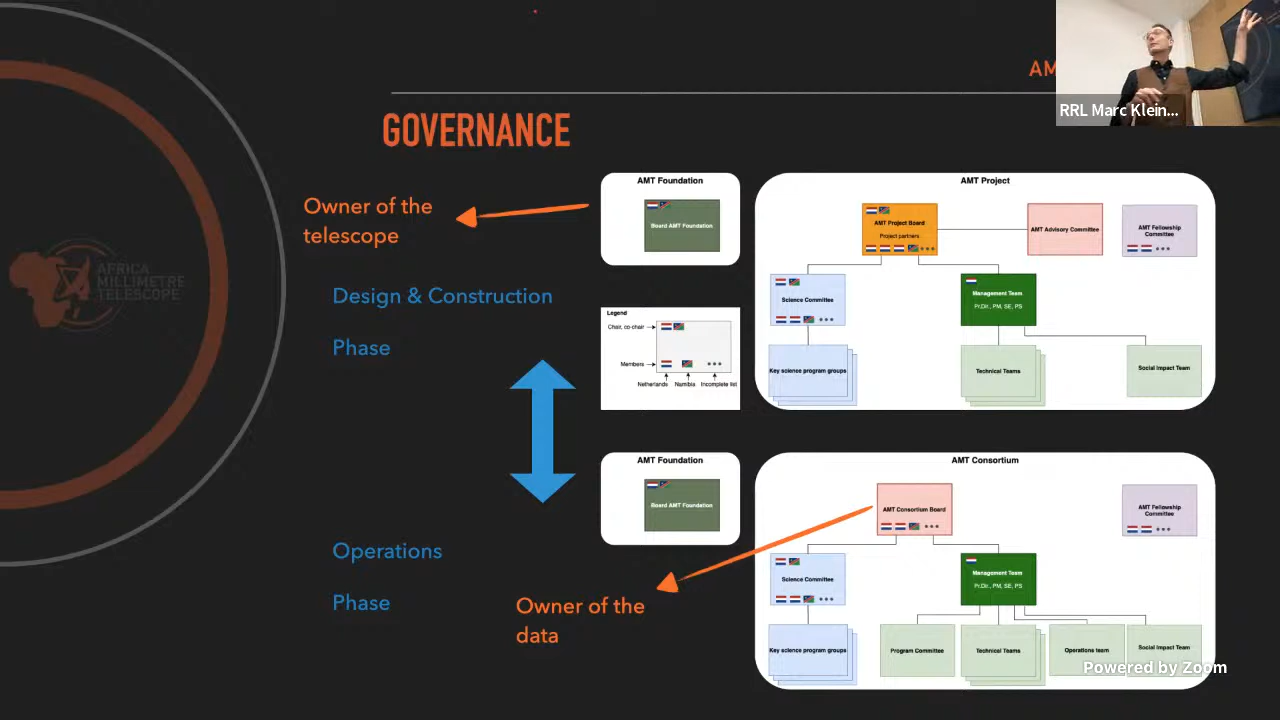 AM
RRL Marc Klein...
GOVERNANCE
Owner of the
telescope
AMT Foundation
Board AMT Foundation
AMT Project
AMT Project Board
Project partners
AMT Advisory Committee
AMT Fellowship
Committee
Design & Construction
Phase
Science Committee
Management Team
Pr.Dir., PM, SE, PS
Key science program groups
Technical Teams
Social Impact Team
Legend
Chair, co-chair
Members
Netherlands
Namibia
Incomplete list
AFRICA
MILLIMETRE
TELESCOPE
AMT Foundation
Board AMT Foundation
AMT Consortium
AMT Consortium Board
AMT Fellowship
Committee
Operations
Phase
Owner of the
data
Science Committee
Management Team
Pr.Dir., PM, SE, PS
Key science program groups
Program Committee
Technical Teams
Operations team
Social Impact Team
Powered by Zoom